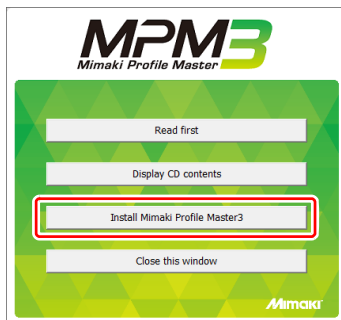 MPM3
Mimaki Profile Master
Read first
Display CD contents
Install Mimaki Profile Master3
Close this window
Mimaki